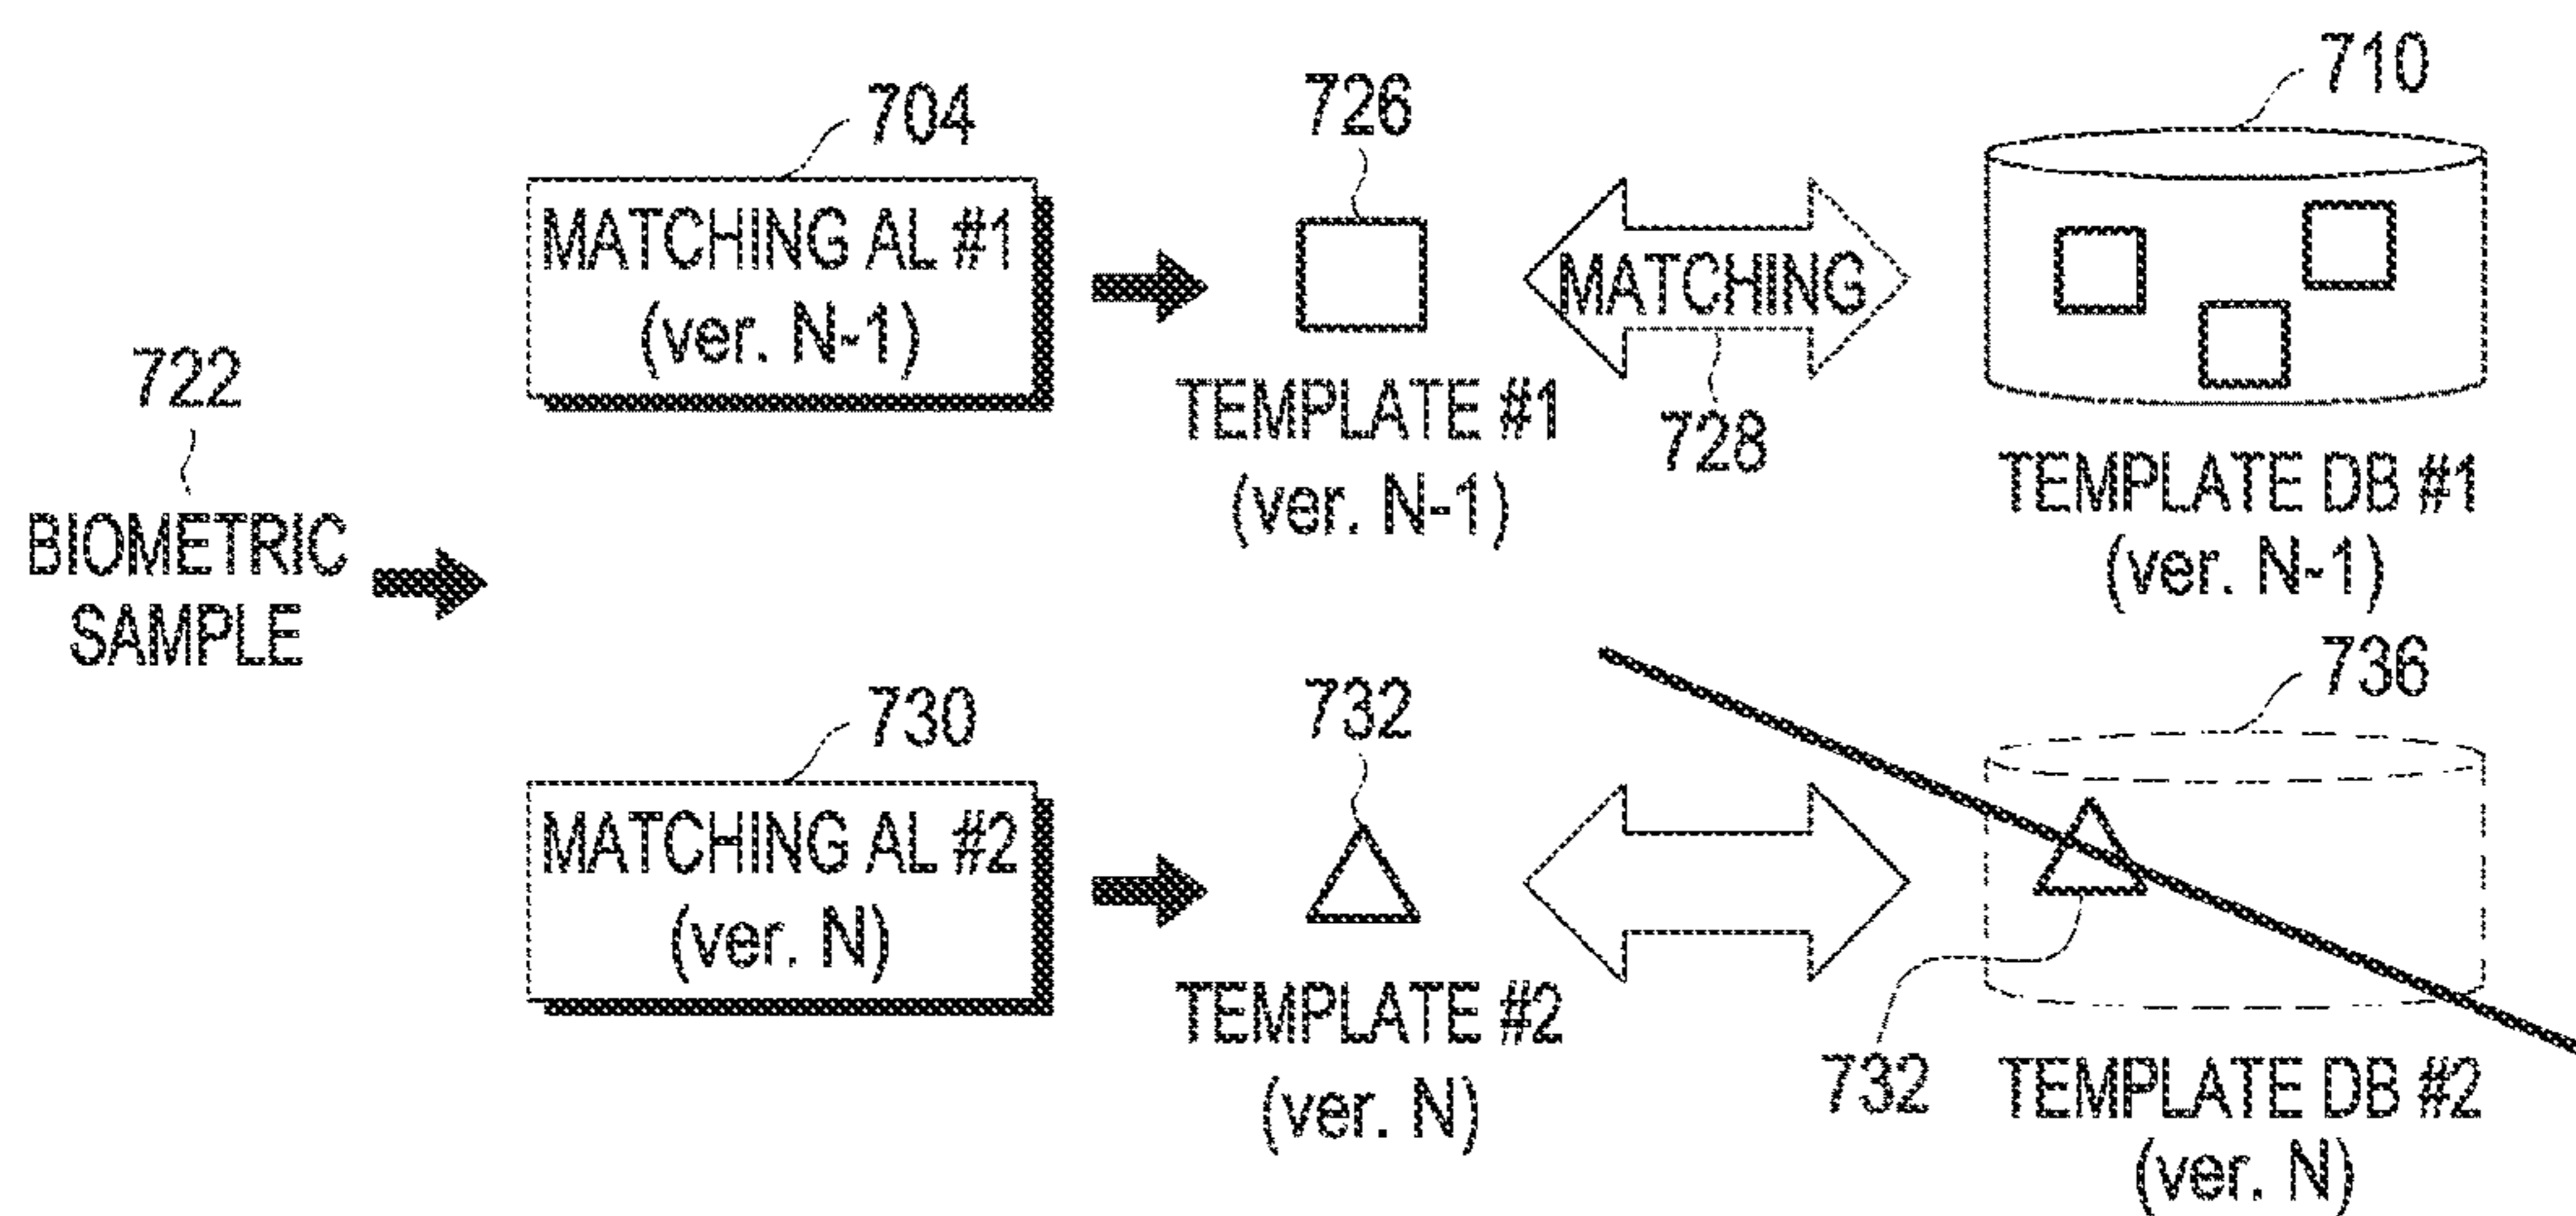 710
704
726
MATCHING AL #1
(ver. N-1)
MATCHING
722
TEMPLATE #1
(ver. N-1)
728
TEMPLATE DB #1
(ver. N-1)
BIOMETRIC
SAMPLE
736
730
732
MATCHING AL #2
(ver. N)
TEMPLATE #2
(ver. N)
732
TEMPLATE DB #2
(ver. N)